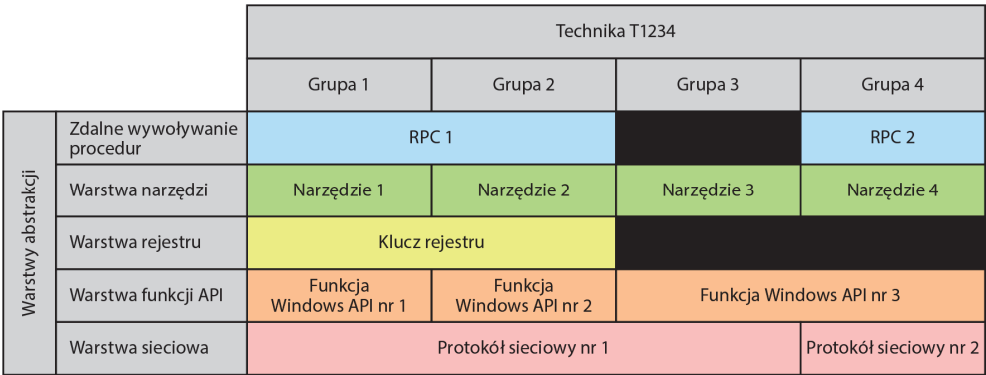 Technika T1234
Grupa 1
Grupa 2
Grupa 3
Grupa 4
Warstwy abstrakcji
Zdalne wywoływanie
procedur
RPC 1
RPC 2
Warstwa narzędzi
Narzędzie 1
Narzędzie 2
Narzędzie 3
Narzędzie 4
Warstwa rejestru
Klucz rejestru
Warstwa funkcji API
Funkcja
Windows API nr 1
Funkcja
Windows API nr 2
Funkcja Windows API nr 3
Warstwa sieciowa
Protokół sieciowy nr 1
Protokół sieciowy nr 2